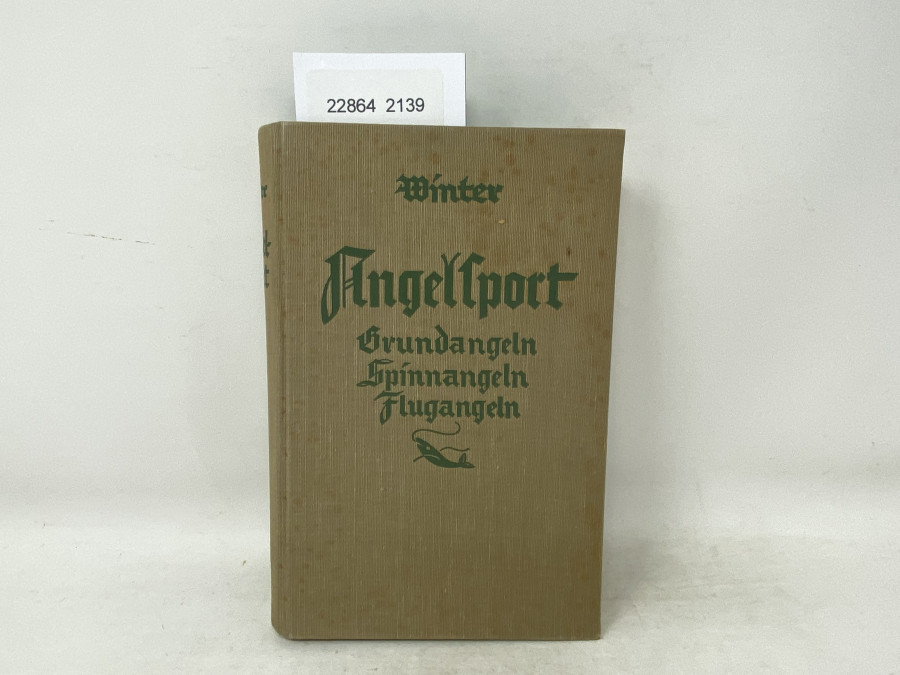 22864 2139
Winter
Angelſport
Grundangeln
Spinnangeln
Flugangeln